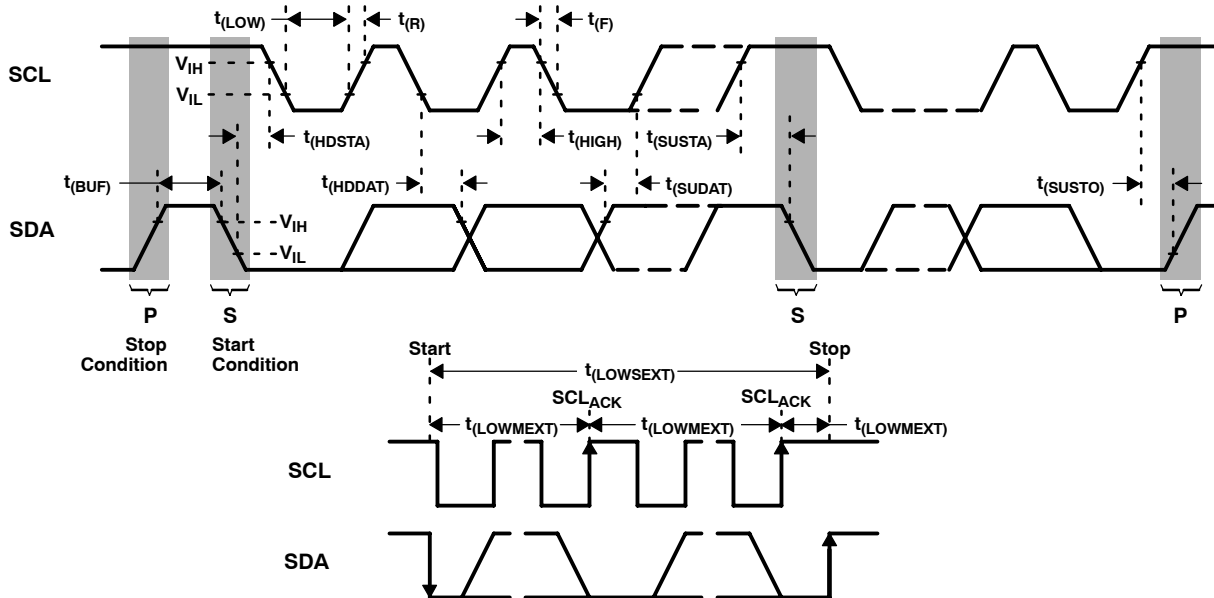 t(LOW) t(R) t(F)
SCL
VIH
VIL
t(HDSTA) t(HIGH) t(SUSTA)
t(BUF) t(HDDAT) t(SUDAT) t(SUSTO)
SDA
VIH
VIL
P S S P
Stop Condition
Start Condition
Start Stop
t(LOWSEXT)
SCLACK SCLACK
t(LOWMEXT) t(LOWMEXT) t(LOWMEXT)
SCL
SDA